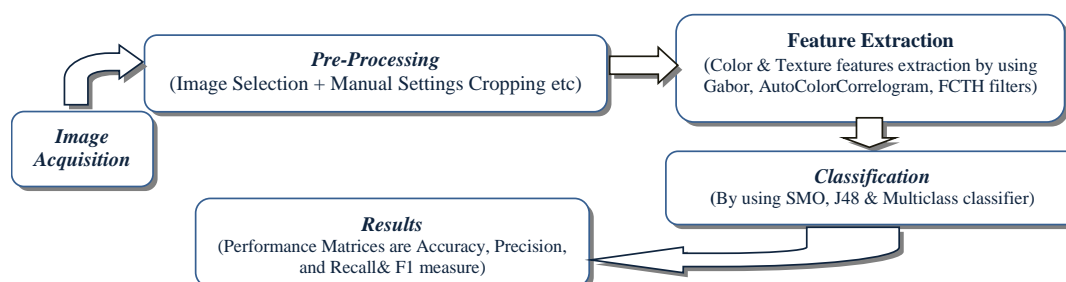 Image
Acquisition
Pre-Processing
(Image Selection + Manual Settings Cropping etc)
Feature Extraction
(Color & Texture features extraction by using
Gabor, AutoColorCorrelogram, FCTH filters)
Classification
(By using SMO, J48 & Multiclass classifier)
Results
(Performance Matrices are Accuracy, Precision,
and Recall& F1 measure)